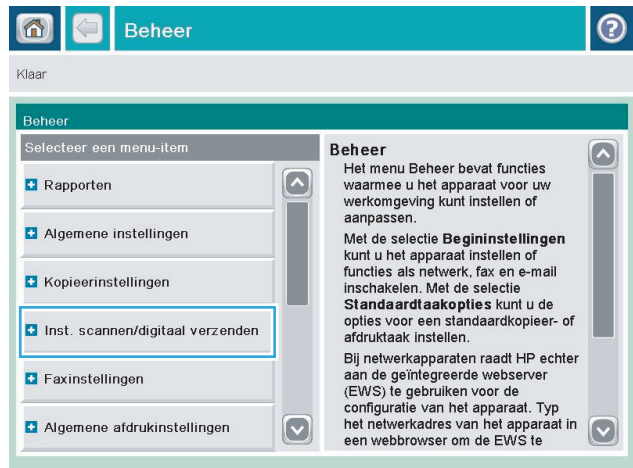 Beheer
?
Klaar
Beheer
Selecteer een menu-item
Rapporten
Algemene instellingen
Kopieerinstellingen
Inst. scannen/digitaal verzenden
Faxinstellingen
Algemene afdrukinstellingen
Beheer
Het menu Beheer bevat functies
waarmee u het apparaat voor uw
werkomgeving kunt instellen of
aanpassen.
Met de selectie Begininstellingen
kunt u het apparaat instellen of
functies als netwerk, fax en e-mail
inschakelen. Met de selectie
Standaardtaakopties kunt u de
opties voor een standaardkopieer- of
afdruktaak instellen.
Bij netwerkapparaten raadt HP echter
aan de geïntegreerde webserver
(EWS) te gebruiken voor de
configuratie van het apparaat. Typ
het netwerkadres van het apparaat in
een webbrowser om de EWS te